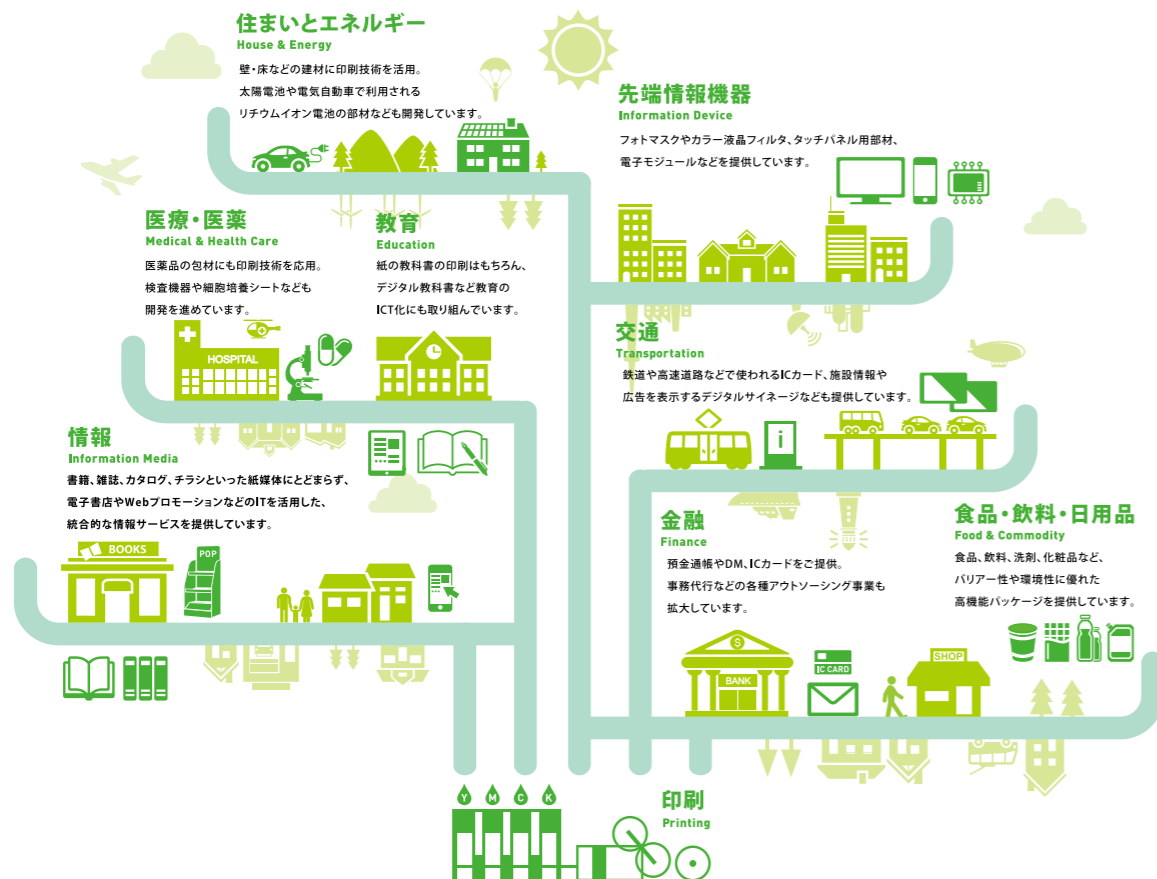 住まいとエネルギー
House & Energy
壁・床などの建材に印刷技術を活用。
太陽電池や電気自動車で利用される
リチウムイオン電池の部材なども開発しています。
先端情報機器
Information Device
フォトマスクやカラー液晶フィルタ、タッチパネル用部材、
電子モジュールなどを提供しています。
医療・医薬
Medical & Health Care
医薬品の包材にも印刷技術を応用。
検査機器や細胞培養シートなども
開発を進めています。
HOSPITAL
教育
Education
紙の教科書の印刷はもちろん、
デジタル教科書など教育の
ICT化にも取り組んでいます。
交通
Transportation
鉄道や高速道路などで使われるICカード、施設情報や
広告を表示するデジタルサイネージなども提供しています。
i
情報
Information Media
書籍、雑誌、カタログ、チラシといった紙媒体にとどまらず、
電子書店やWebプロモーションなどのITを活用した、
統合的な情報サービスを提供しています。
BOOKS
POP
金融
Finance
預金通帳やDM、ICカードをご提供。
事務代行などの各種アウトソーシング事業も
拡大しています。
$
BANK
IC CARD
食品・飲料・日用品
Food & Commodity
食品、飲料、洗剤、化粧品など、
バリアー性や環境性に優れた
高機能パッケージを提供しています。
SHOP
Y M C K
印刷
Printing